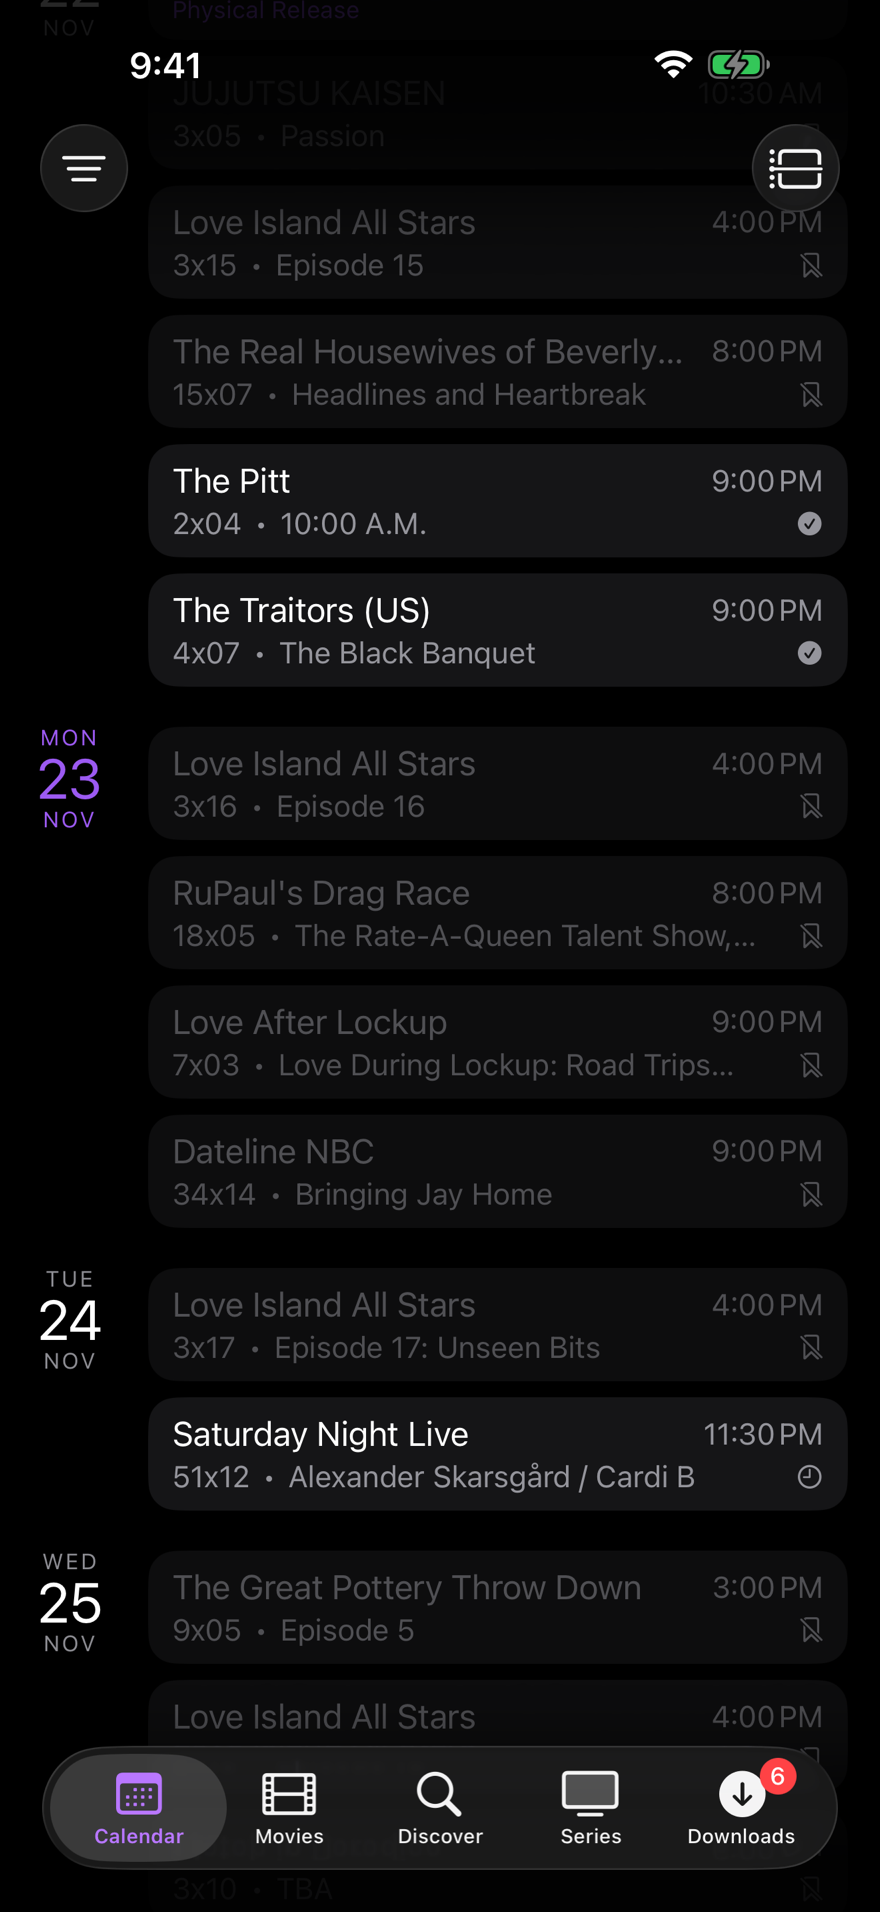 NOV
Physical Release
9:41
JUJUTSU KAISEN
10:30 AM
3x05 • Passion
Love Island All Stars
4:00 PM
3x15 • Episode 15
The Real Housewives of Beverly...
8:00 PM
15x07 • Headlines and Heartbreak
The Pitt
9:00 PM
2x04 • 10:00 A.M.
The Traitors (US)
9:00 PM
4x07 • The Black Banquet
MON
23
NOV
Love Island All Stars
4:00 PM
3x16 • Episode 16
RuPaul's Drag Race
8:00 PM
18x05 • The Rate-A-Queen Talent Show,...
Love After Lockup
9:00 PM
7x03 • Love During Lockup: Road Trips...
Dateline NBC
9:00 PM
34x14 • Bringing Jay Home
TUE
24
NOV
Love Island All Stars
4:00 PM
3x17 • Episode 17: Unseen Bits
Saturday Night Live
11:30 PM
51x12 • Alexander Skarsgård / Cardi B
WED
25
NOV
The Great Pottery Throw Down
3:00 PM
9x05 • Episode 5
Love Island All Stars
4:00 PM
Calendar
Movies
Discover
Series
6
Downloads
3x10 • TBA